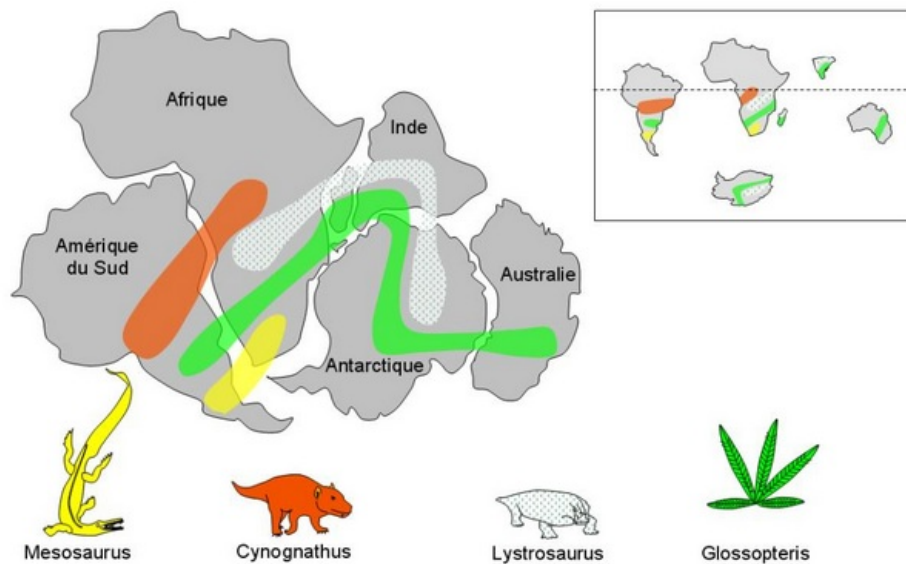 Afrique
Inde
Amérique
du Sud
Australie
Antarctique
Mesosaurus
Cynognathus
Lystrosaurus
Glossopteris